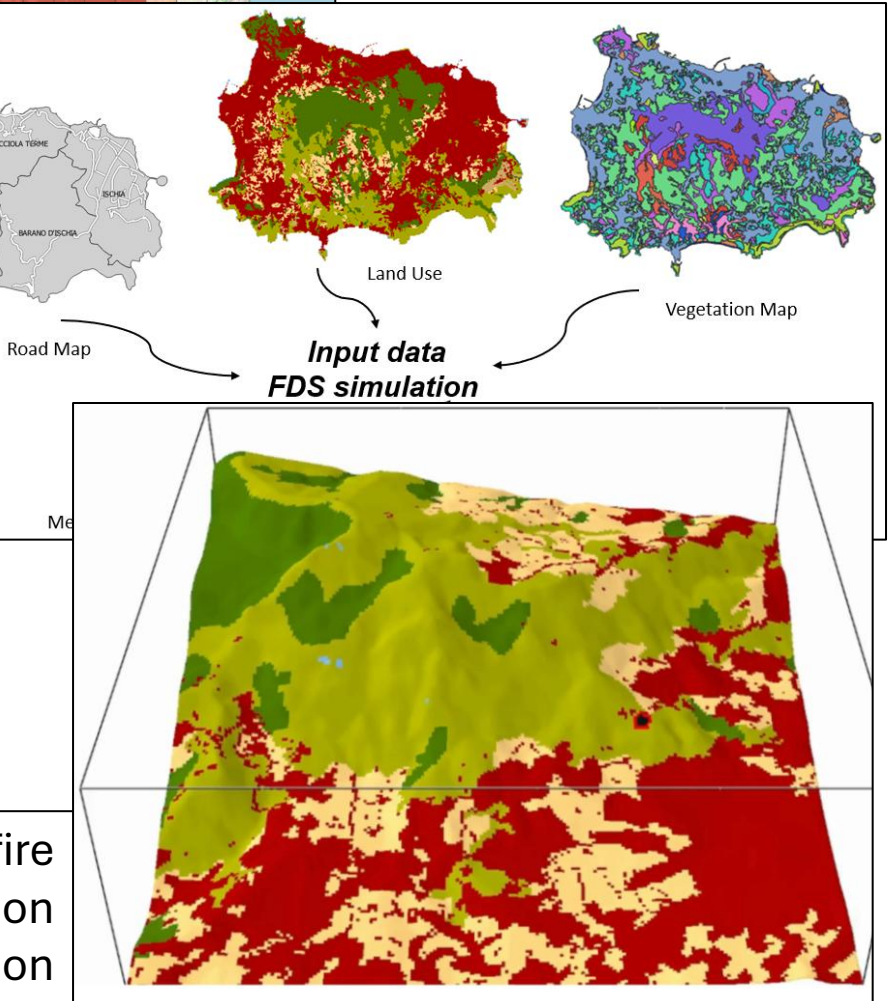 CCIOLA TERME
ISCHIA
BARANO D'ISCHIA
Land Use
Vegetation Map
Road Map
Input data
FDS simulation
Me
fire
on
on